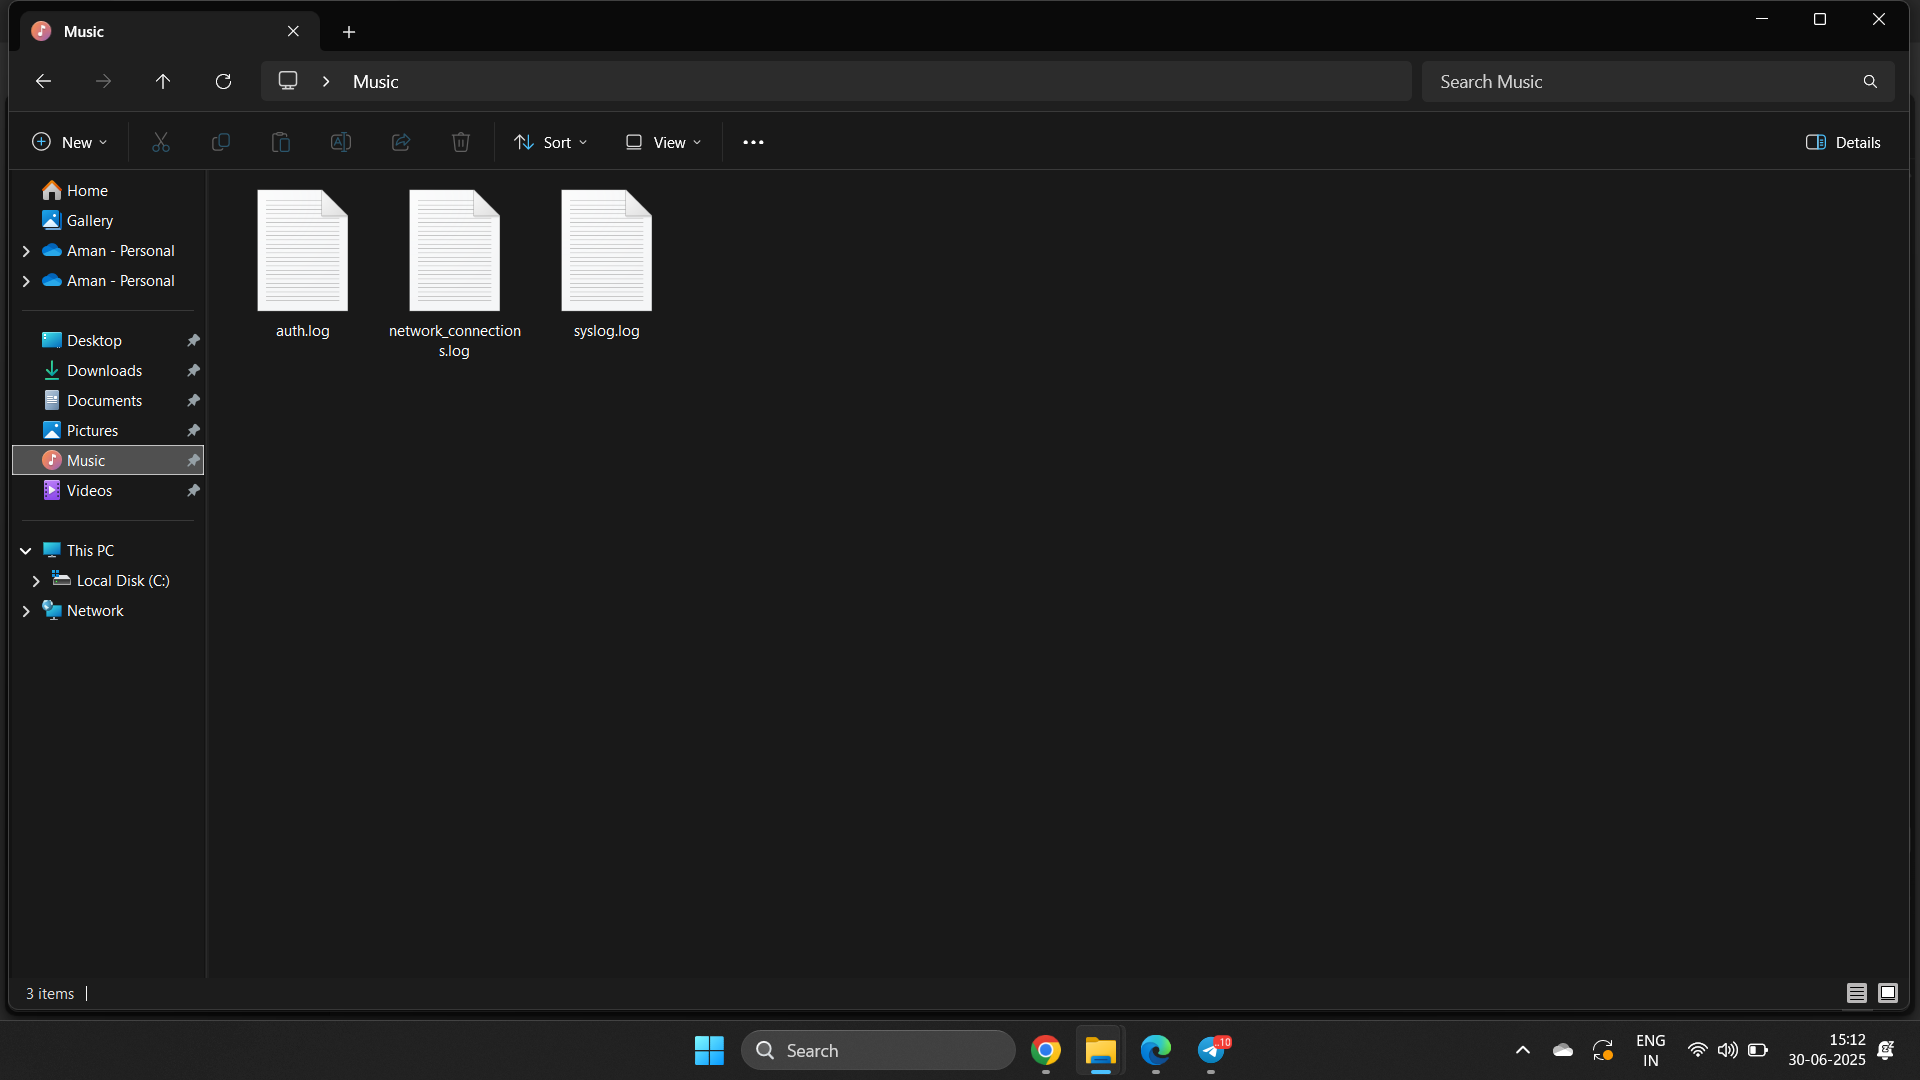 Music
Music
Search Music
New
Sort
View
Details
Home
Gallery
Aman - Personal
Aman - Personal
Desktop
Downloads
Documents
Pictures
Music
Videos
This PC
Local Disk (C:)
Network
auth.log
network_connection
s.log
syslog.log
3 items
Search
10
ENG
IN
15:12
30-06-2025